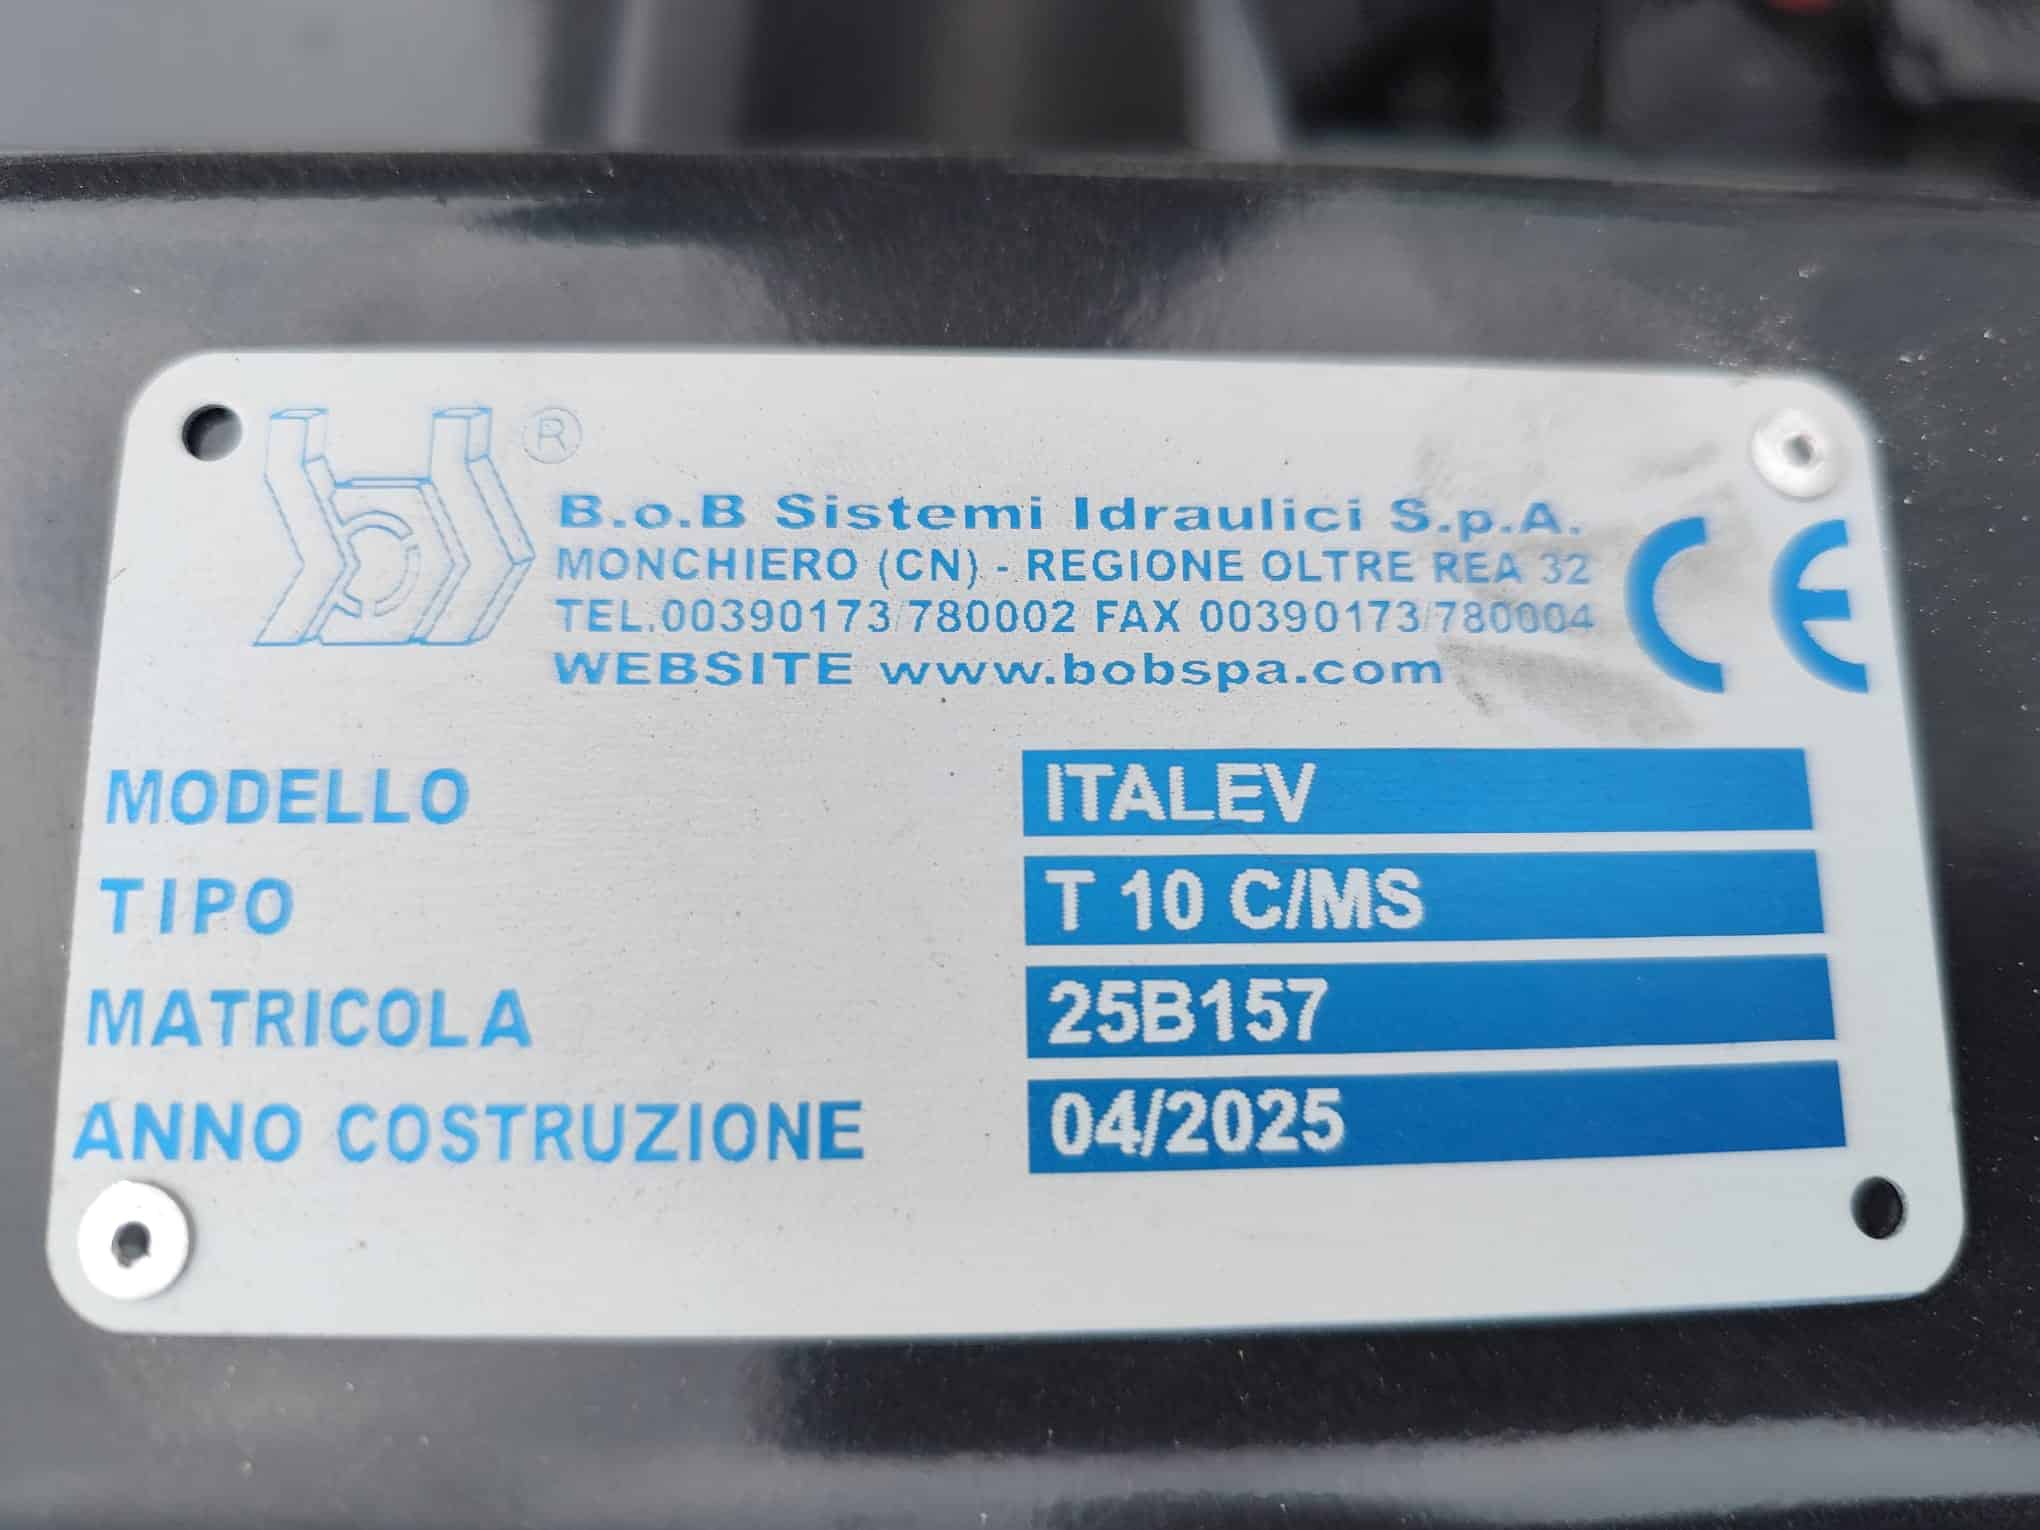 ®
B.o.B Sistemi Idraulici S.p.A.
MONCHIERO (CN) - REGIONE OLTRE REA 32
TEL.00390173/780002 FAX 00390173/780004
WEBSITE www.bobspa.com
CE
MODELLO ITALEV
TIPO T 10 C/MS
MATRICOLA 25B157
ANNO COSTRUZIONE 04/2025